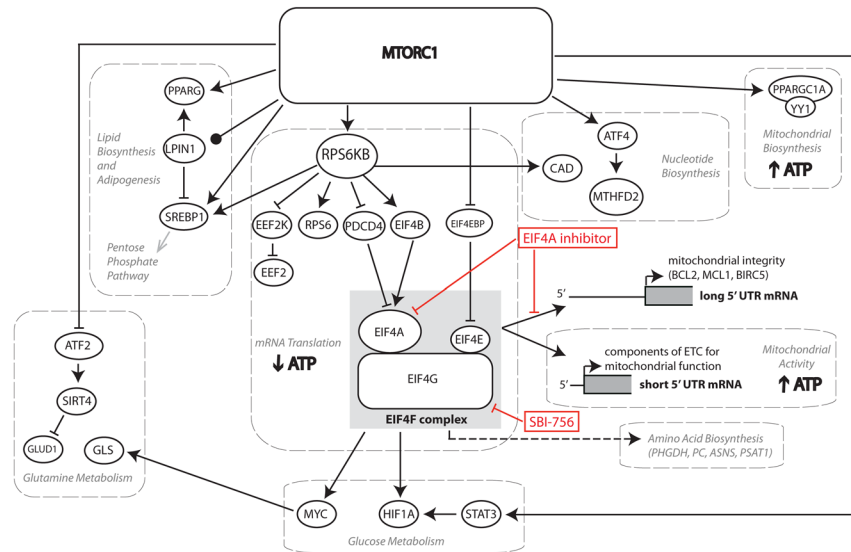 MTORC1
PPARG
LPIN1
SREBP1
Lipid
Biosynthesis
and
Adipogenesis
Pentose
Phosphate
Pathway
RPS6KB
EEF2K
RPS6
PDCD4
EIF4B
EIF4EBP
EEF2
CAD
ATF4
MTHFD2
Nucleotide
Biosynthesis
PPARGC1A
YY1
Mitochondrial
Biosynthesis
↑ ATP
EIF4A inhibitor
mitochondrial integrity
(BCL2, MCL1, BIRC5)
5′
long 5′ UTR mRNA
mRNA Translation
↓ ATP
EIF4A
EIF4E
EIF4G
EIF4F complex
SBI-756
components of ETC for
mitochondrial function
5′
short 5′ UTR mRNA
Mitochondrial
Activity
↑ ATP
Amino Acid Biosynthesis
(PHGDH, PC, ASNS, PSAT1)
ATF2
SIRT4
GLUD1
GLS
Glutamine Metabolism
MYC
HIF1A
STAT3
Glucose Metabolism